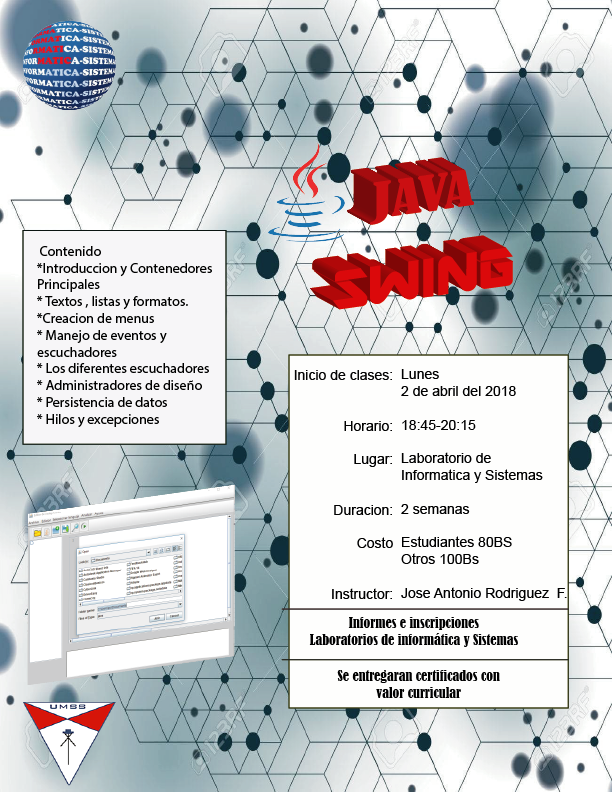 INFORMATICA-SISTEMA
JAVA
SWING
Contenido
*Introduccion y Contenedores
Principales
* Textos , listas y formatos.
*Creacion de menus
* Manejo de eventos y
escuchadores
* Los diferentes escuchadores
* Administradores de diseño
* Persistencia de datos
* Hilos y excepciones
Inicio de clases: Lunes
2 de abril del 2018
Horario: 18:45-20:15
Lugar: Laboratorio de
Informatica y Sistemas
Duracion: 2 semanas
Costo Estudiantes 80BS
Otros 100Bs
Instructor: Jose Antonio Rodriguez F.
Informes e inscripciones
Laboratorios de informática y Sistemas
Se entregaran certificados con
valor curricular
UMSS
123RF